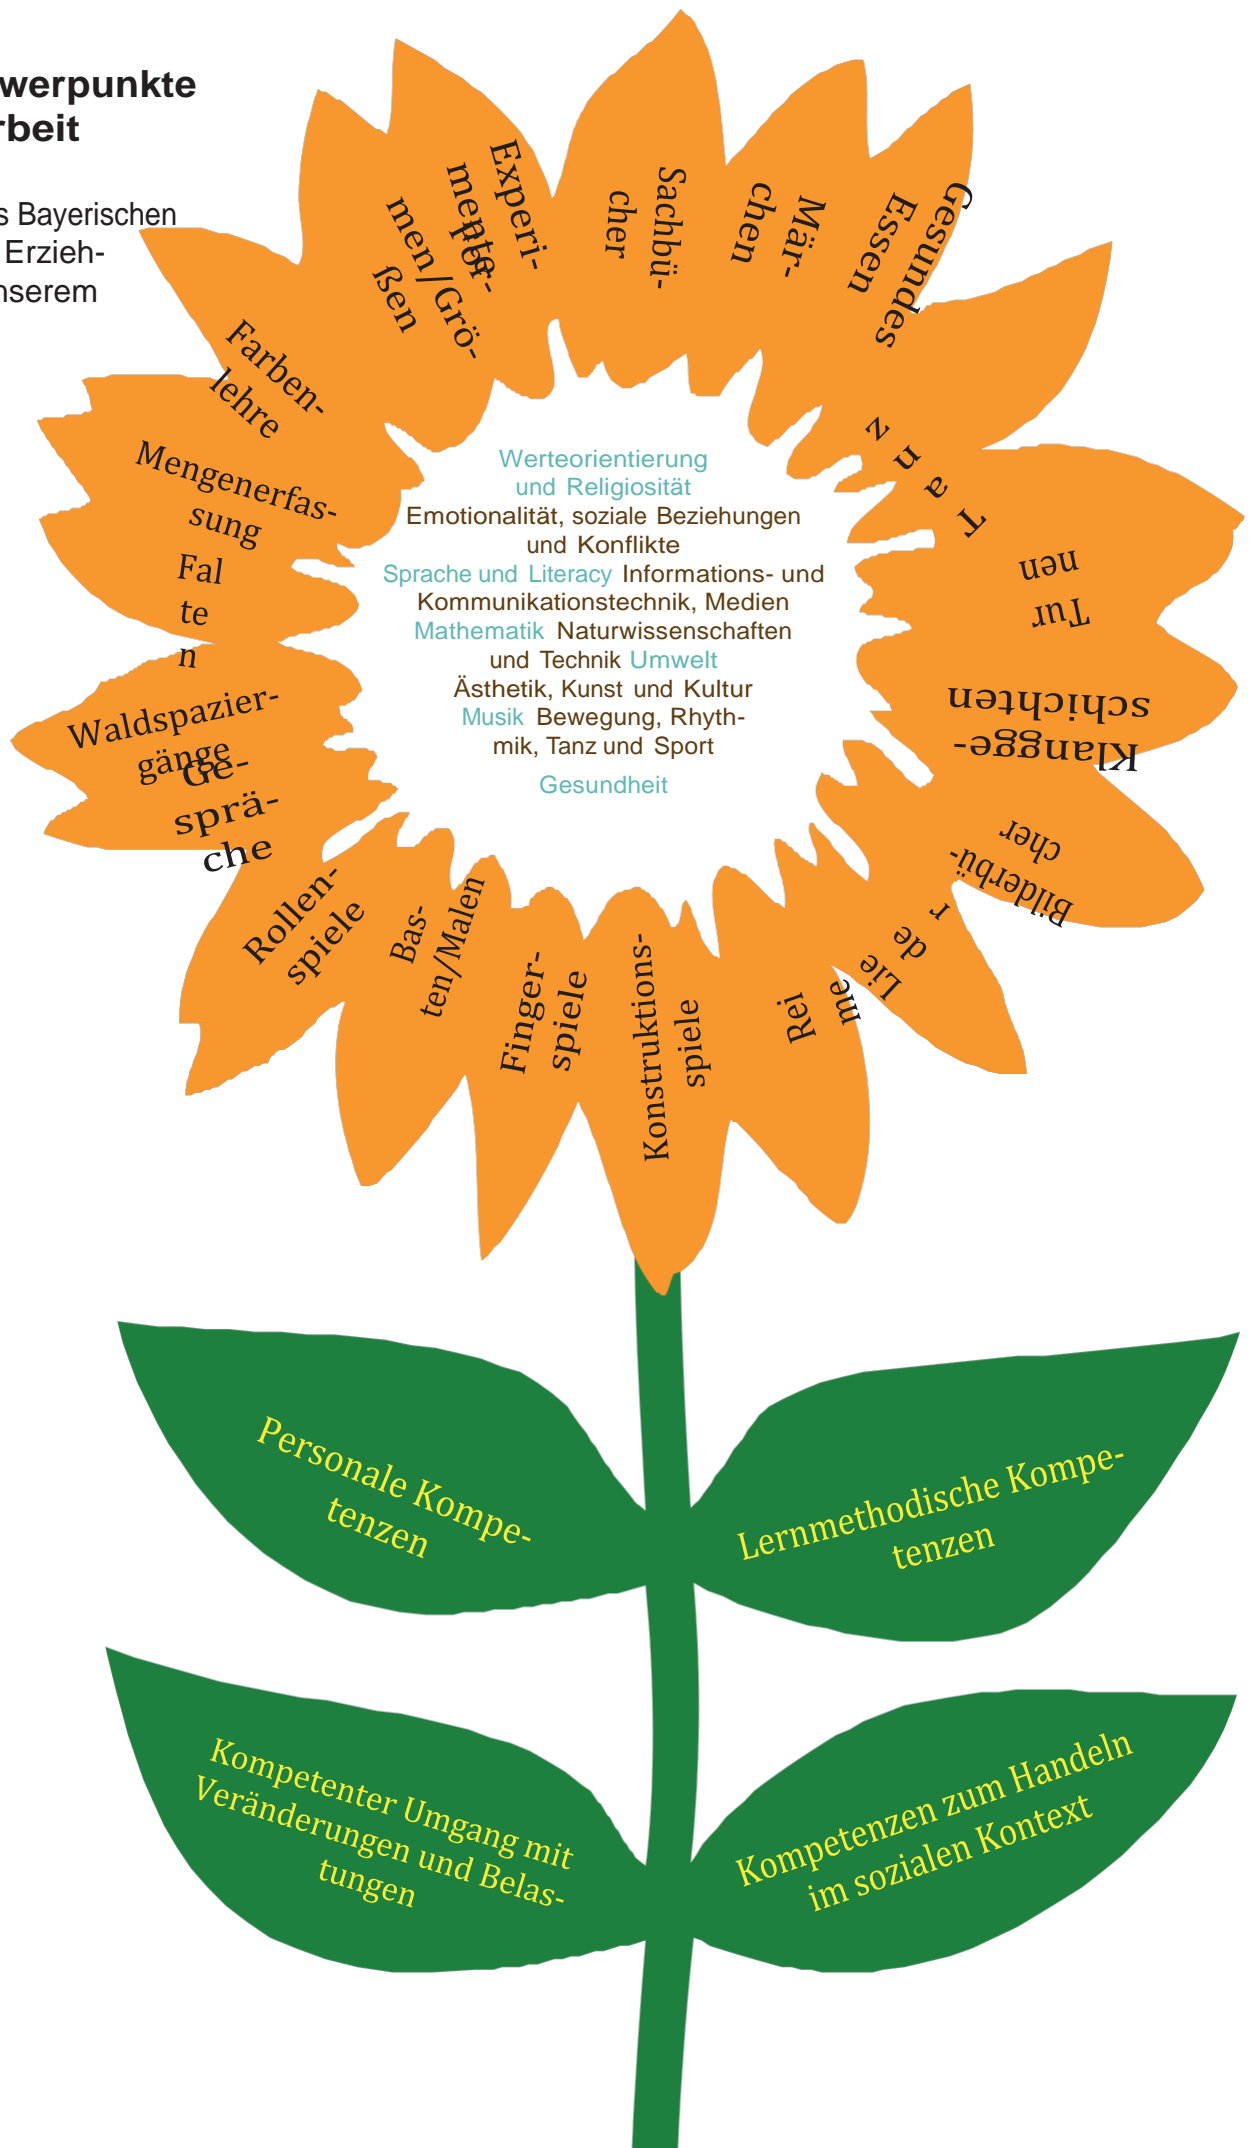 werpunkte
rbeit
s Bayerischen
Erzieh-
nserem
Experi-
mente
For-
men/Grö-
ßen
Sachbü-
cher
Mär-
chen
Gesundes
Essen
Tanz
Tur
nen
Klangge-
schichten
Bilderbü-
cher
Lie
de
r
Rei
me
Konstruktions-
spiele
Finger-
spiele
Bas-
ten/Malen
Rollen-
spiele
Ge-
sprä-
che
Waldspazier-
gänge
Fal
te
n
Mengenerfas-
sung
Farben-
lehre
Werteorientierung
und Religiosität
Emotionalität, soziale Beziehungen
und Konflikte
Sprache und Literacy Informations- und
Kommunikationstechnik, Medien
Mathematik Naturwissenschaften
und Technik Umwelt
Ästhetik, Kunst und Kultur
Musik Bewegung, Rhyth-
mik, Tanz und Sport
Gesundheit
Personale Kompe-
tenzen
Lernmethodische Kompe-
tenzen
Kompetenter Umgang mit
Veränderungen und Belas-
tungen
Kompetenzen zum Handeln
im sozialen Kontext